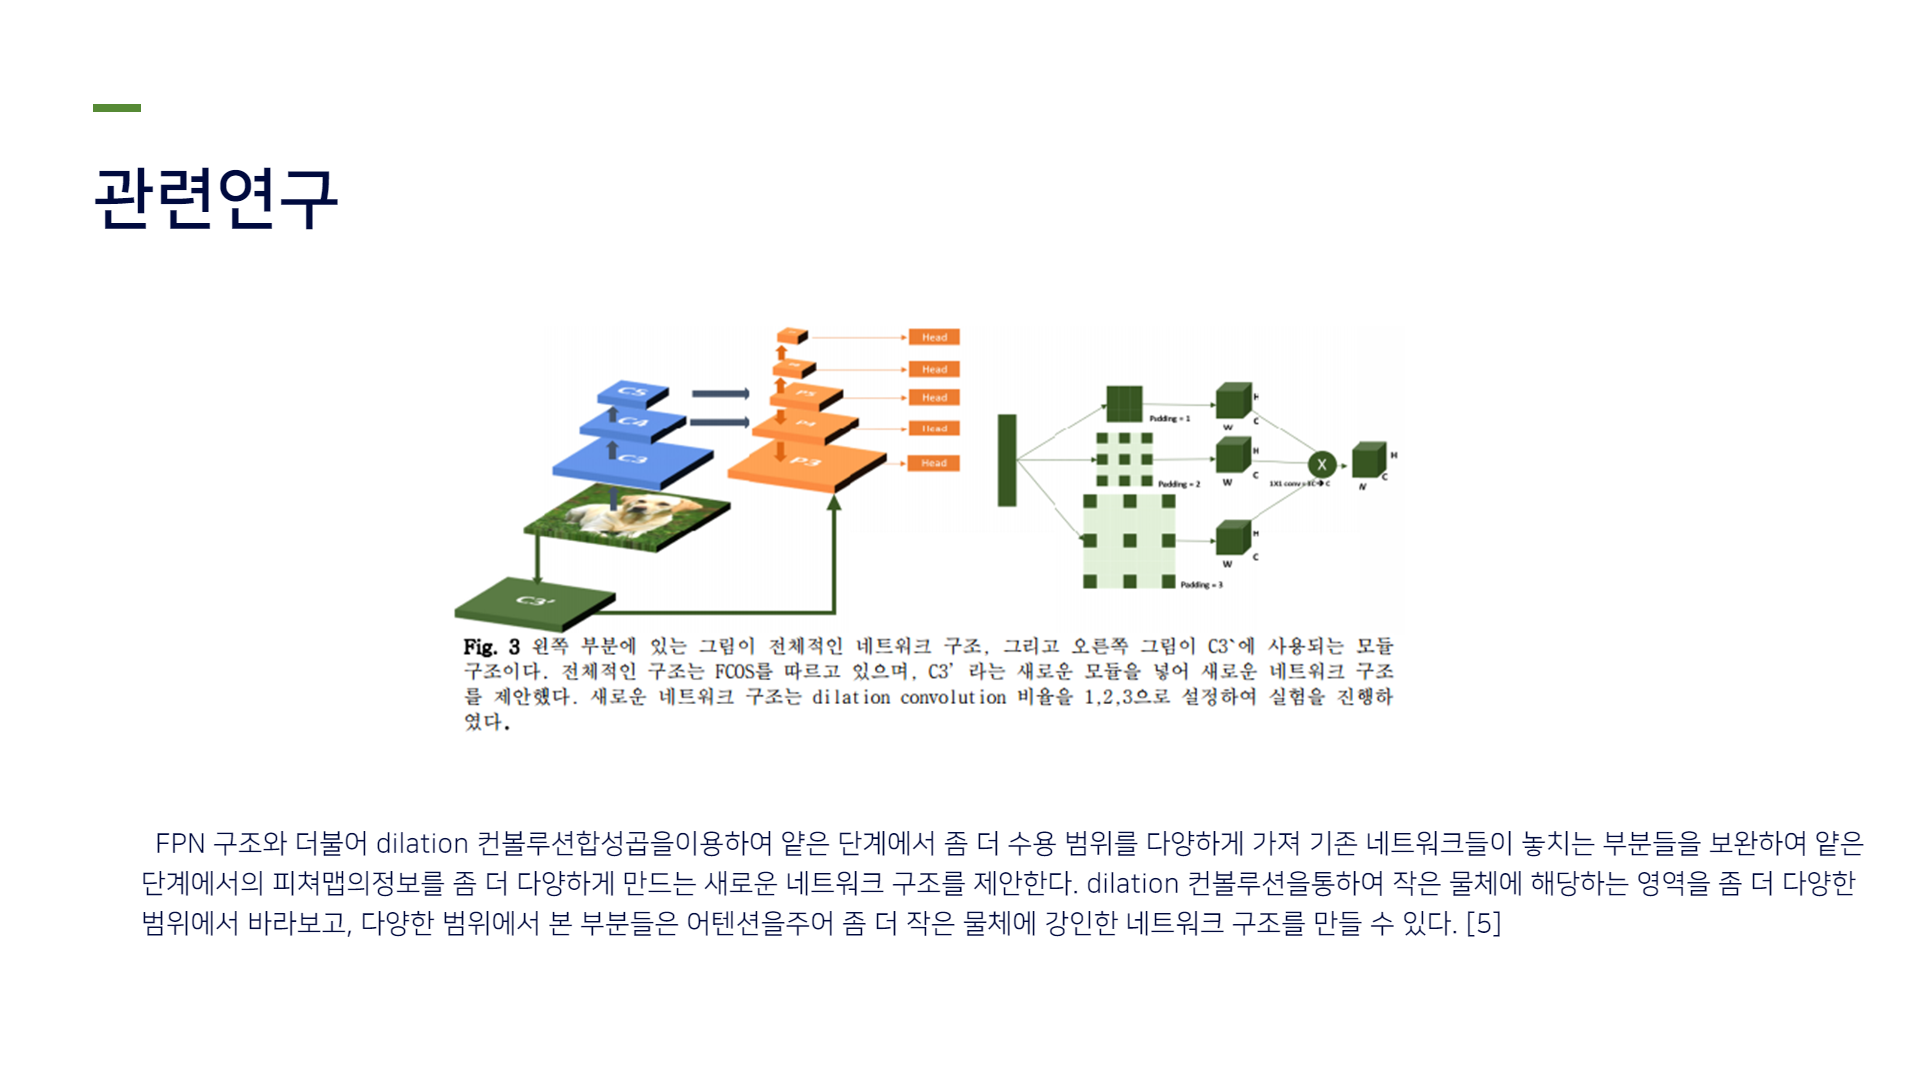 관련연구
Head
Head
C5
P5
Head
C4
P4
Head
C3
P3
Head
C3'
H
Padding = 1
C
W
H
X
H
Padding = 2
W
C
1X1 conv
C
W
H
C
W
Padding = 3
Fig. 3 왼쪽 부분에 있는 그림이 전체적인 네트워크 구조, 그리고 오른쪽 그림이 C3`에 사용되는 모듈
구조이다. 전체적인 구조는 FCOS를 따르고 있으며, C3’ 라는 새로운 모듈을 넣어 새로운 네트워크 구조
를 제안했다. 새로운 네트워크 구조는 dilation convolution 비율을 1,2,3으로 설정하여 실험을 진행하
였다.
FPN 구조와 더불어 dilation 컨볼루션합성곱을이용하여 얕은 단계에서 좀 더 수용 범위를 다양하게 가져 기존 네트워크들이 놓치는 부분들을 보완하여 얕은
단계에서의 피쳐맵의정보를 좀 더 다양하게 만드는 새로운 네트워크 구조를 제안한다. dilation 컨볼루션을통하여 작은 물체에 해당하는 영역을 좀 더 다양한
범위에서 바라보고, 다양한 범위에서 본 부분들은 어텐션을주어 좀 더 작은 물체에 강인한 네트워크 구조를 만들 수 있다. [5]